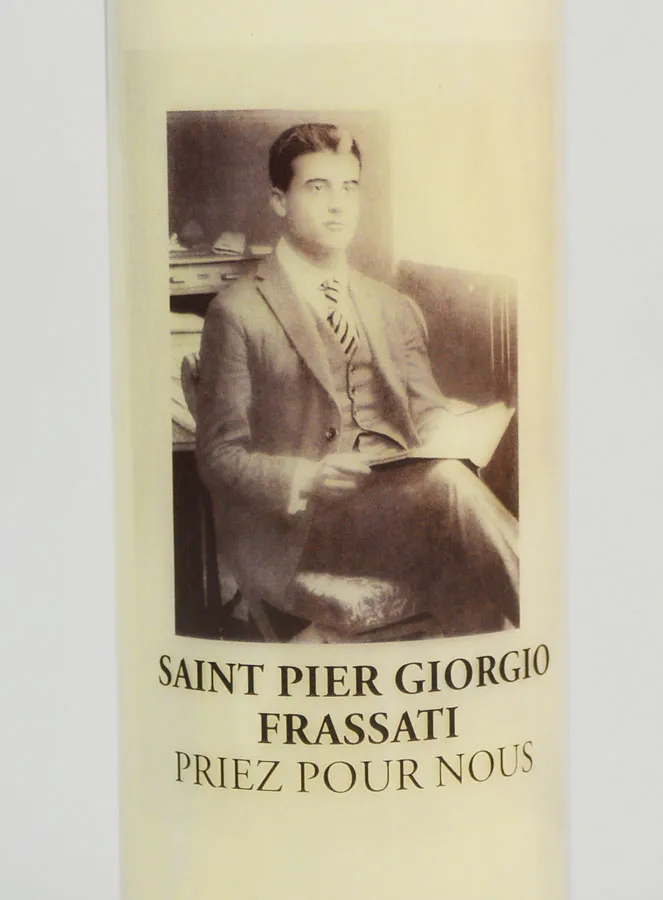 SAINT PIER GIORGIO
FRASSATI
PRIEZ POUR NOUS